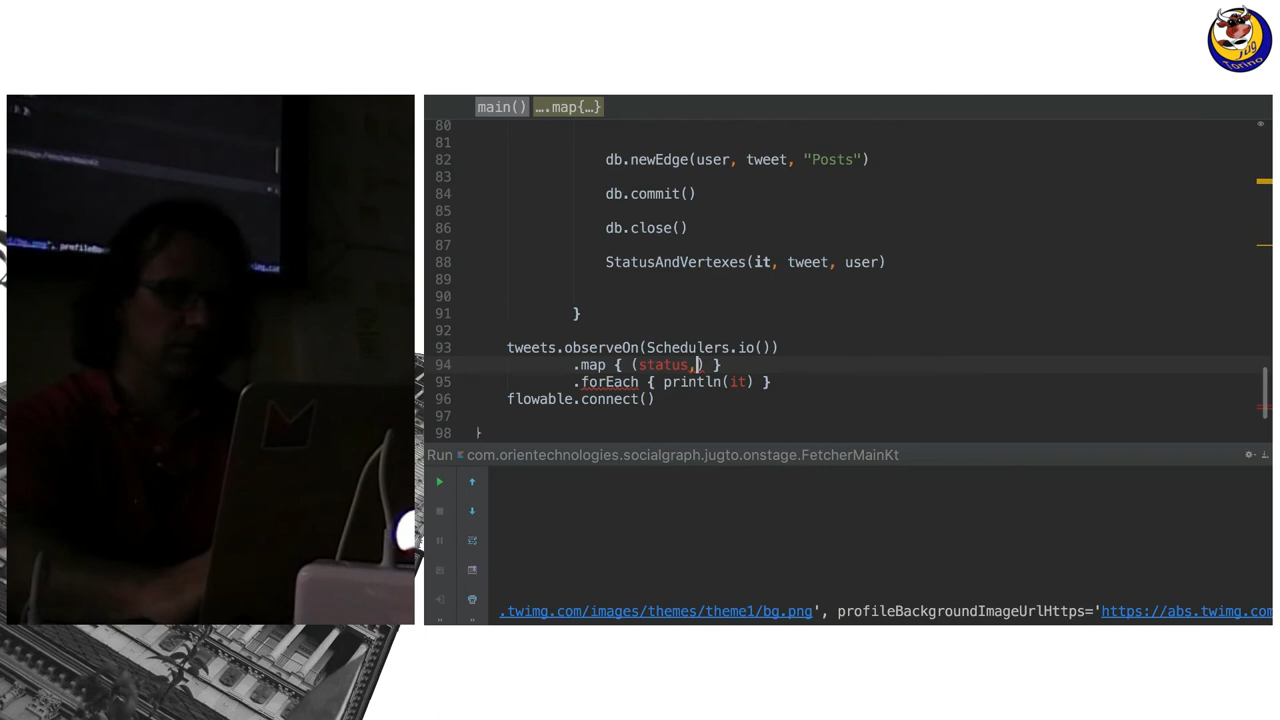 jug
Torino
main() ….map{…}
80
81
82 db.newEdge(user, tweet, "Posts")
83
84 db.commit()
85
86 db.close()
87
88 StatusAndVertexes(it, tweet, user)
89
90
91 }
92
93 tweets.observeOn(Schedulers.io())
94 .map { (status,) }
95 .forEach { println(it) }
96 flowable.connect()
97
98 }
Run com.orientechnologies.socialgraph.jugto.onstage.FetcherMainKt
.twimg.com/images/themes/theme1/bg.png', profileBackgroundImageUrlHttps='https://abs.twimg.com